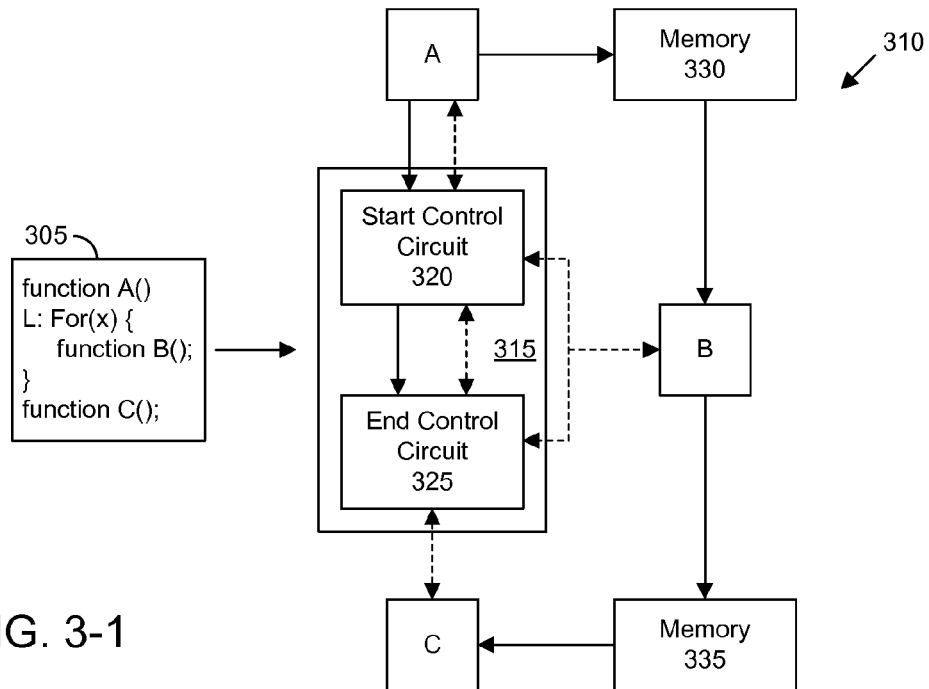 A
Memory
330
310
Start Control
Circuit
320
305
function A()
L: For(x) {
function B();
}
function C();
315
B
End Control
Circuit
325
C
Memory
335
G. 3-1